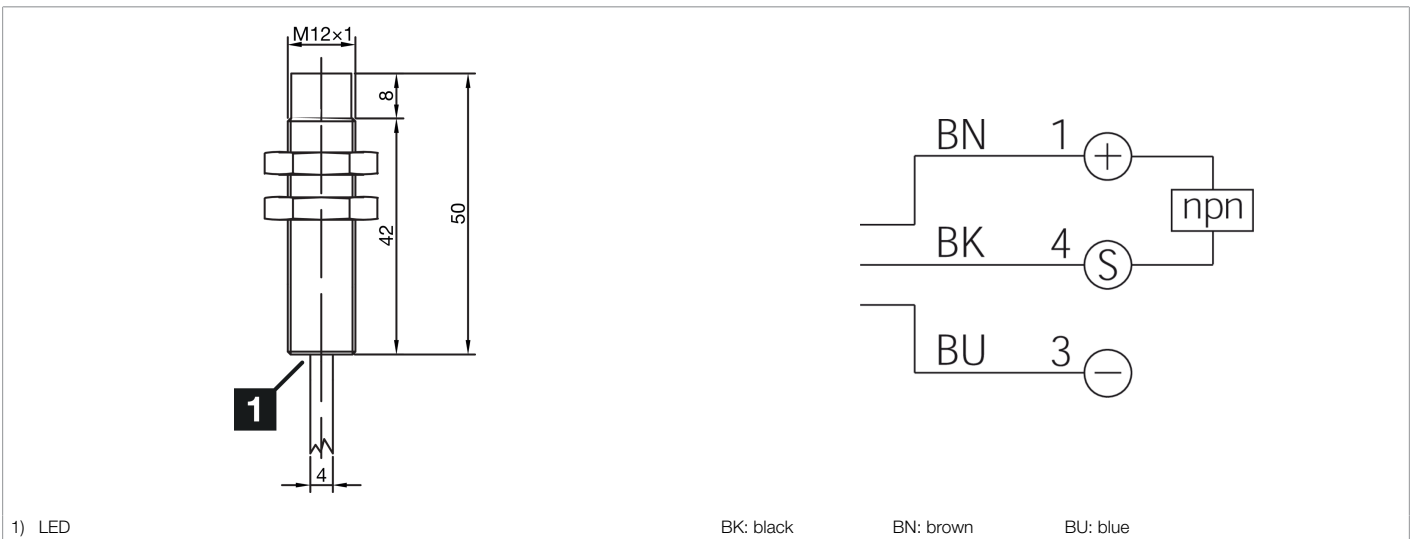 M12×1
8
50
42
1
4
BN 1 +
npn
BK 4 S
BU 3 −
1) LED
BK: black BN: brown BU: blue